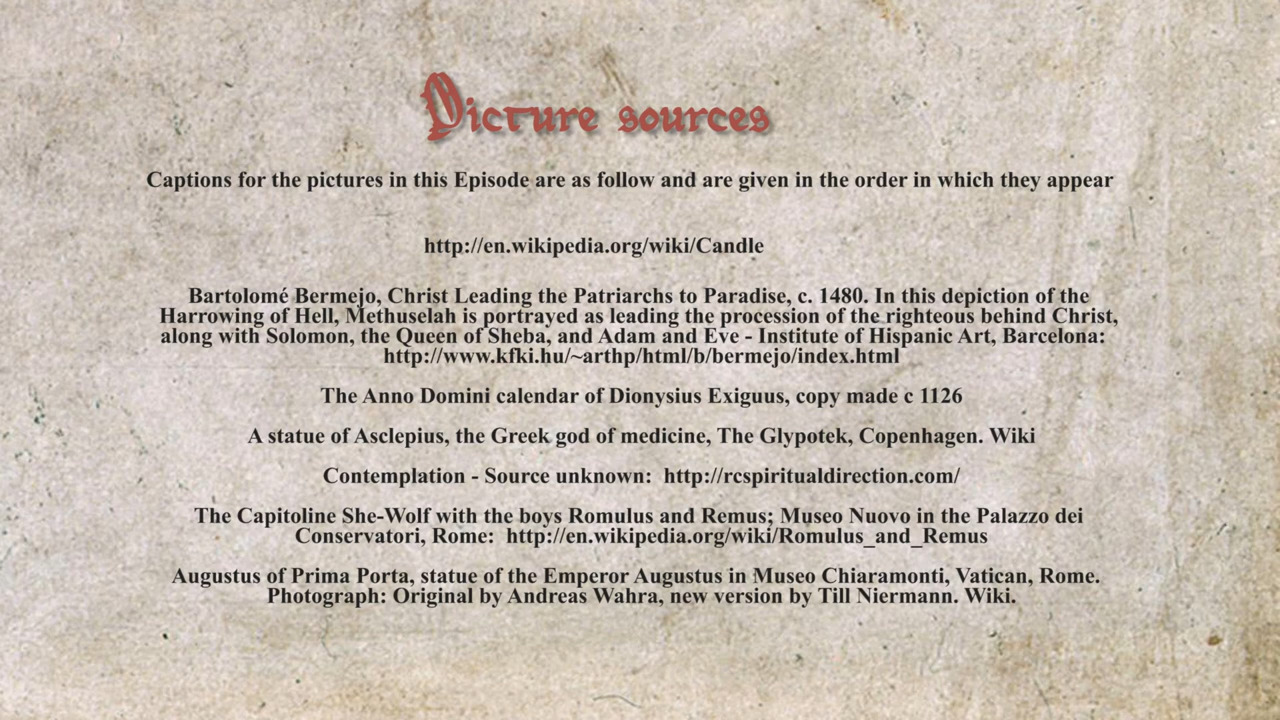 Picture sources
Captions for the pictures in this Episode are as follow and are given in the order in which they appear
http://en.wikipedia.org/wiki/Candle
Bartolomé Bermejo, Christ Leading the Patriarchs to Paradise, c. 1480. In this depiction of the
Harrowing of Hell, Methuselah is portrayed as leading the procession of the righteous behind Christ,
along with Solomon, the Queen of Sheba, and Adam and Eve - Institute of Hispanic Art, Barcelona:
http://www.kfki.hu/~arthp/html/b/bermejo/index.html
The Anno Domini calendar of Dionysius Exiguus, copy made c 1126
A statue of Asclepius, the Greek god of medicine, The Glypotek, Copenhagen. Wiki
Contemplation - Source unknown:  http://rcspiritualdirection.com/
The Capitoline She-Wolf with the boys Romulus and Remus; Museo Nuovo in the Palazzo dei
Conservatori, Rome:  http://en.wikipedia.org/wiki/Romulus_and_Remus
Augustus of Prima Porta, statue of the Emperor Augustus in Museo Chiaramonti, Vatican, Rome.
Photograph: Original by Andreas Wahra, new version by Till Niermann. Wiki.